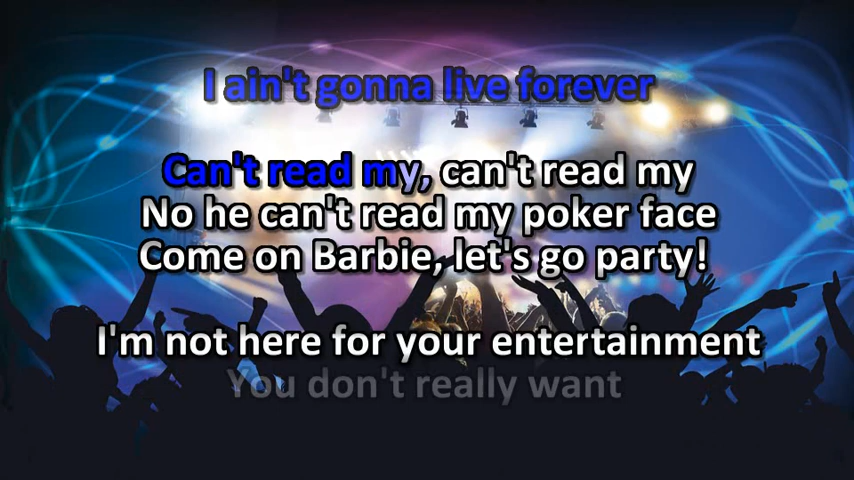 I ain't gonna live forever
Can't read my, can't read my
No he can't read my poker face
Come on Barbie, let's go party!
I'm not here for your entertainment
You don't really want